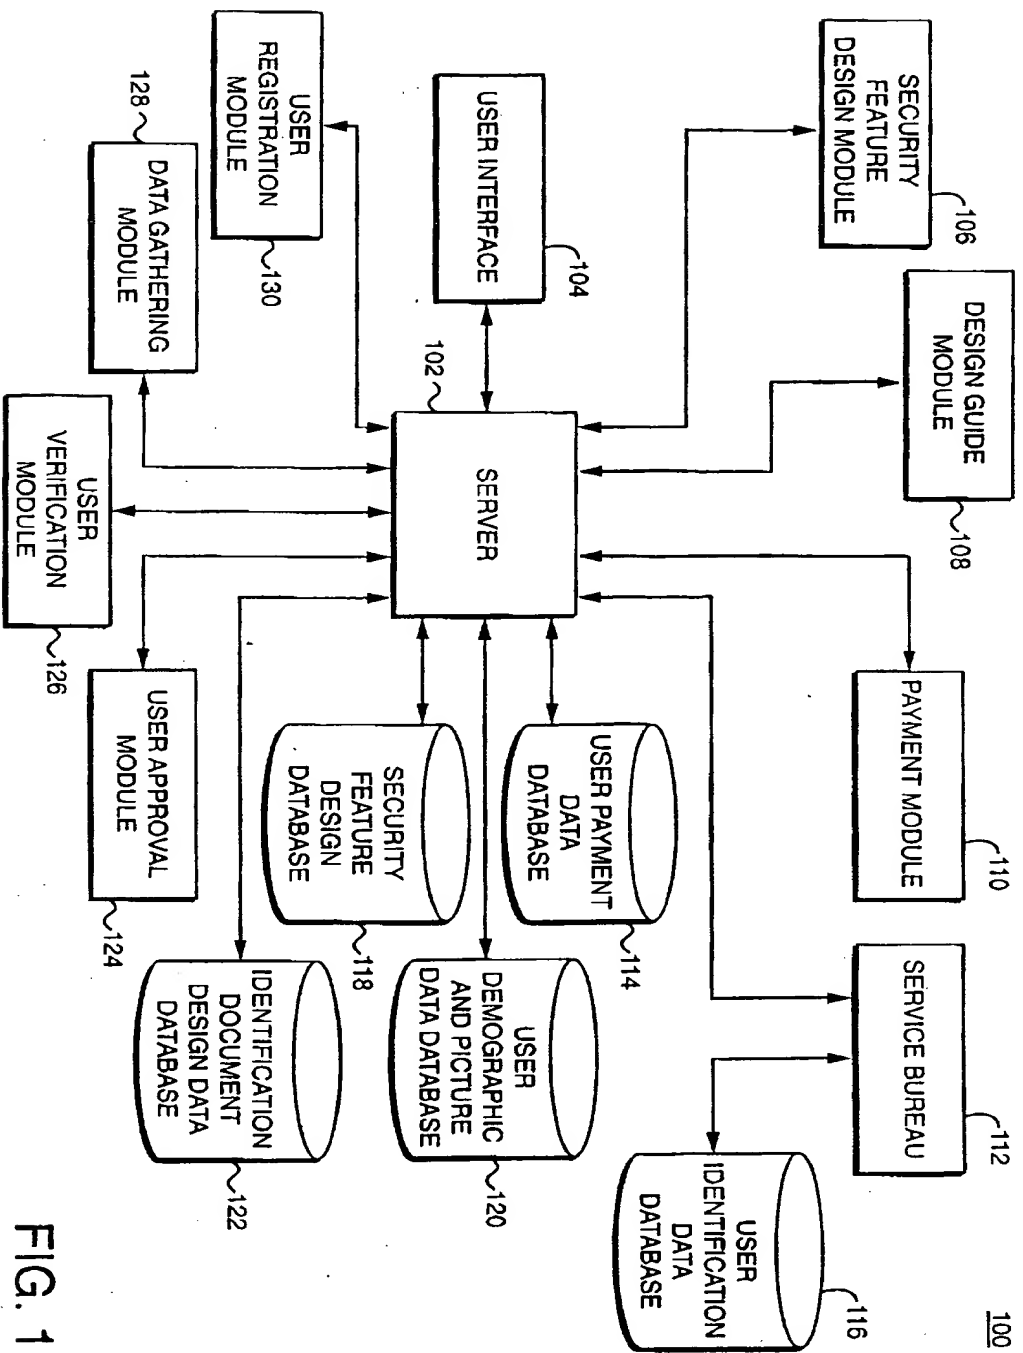 100
SECURITY
FEATURE
DESIGN MODULE
106
DESIGN GUIDE
MODULE
108
PAYMENT MODULE
110
SERVICE BUREAU
112
USER
IDENTIFICATION
DATA
DATABASE
116
USER INTERFACE
104
SERVER
102
USER PAYMENT
DATA
DATABASE
114
USER
DEMOGRAPHIC
AND PICTURE
DATA DATABASE
120
SECURITY
FEATURE
DESIGN
DATABASE
118
IDENTIFICATION
DOCUMENT
DESIGN DATA
DATABASE
122
USER
REGISTRATION
MODULE
130
DATA GATHERING
MODULE
128
USER
VERIFICATION
MODULE
126
USER APPROVAL
MODULE
124
FIG. 1